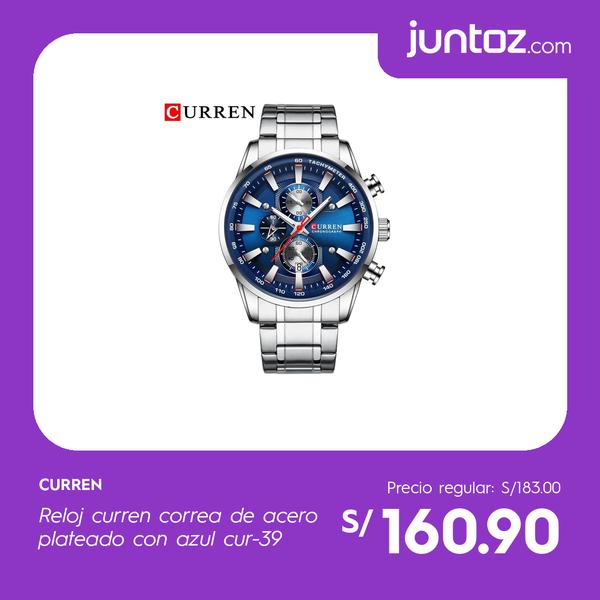 juntoz.com
CURREN
TACHYMETER
CURREN
CHRONOGRAPH
CURREN
Precio regular: S/183.00
Reloj curren correa de acero
plateado con azul cur-39
S/160.90